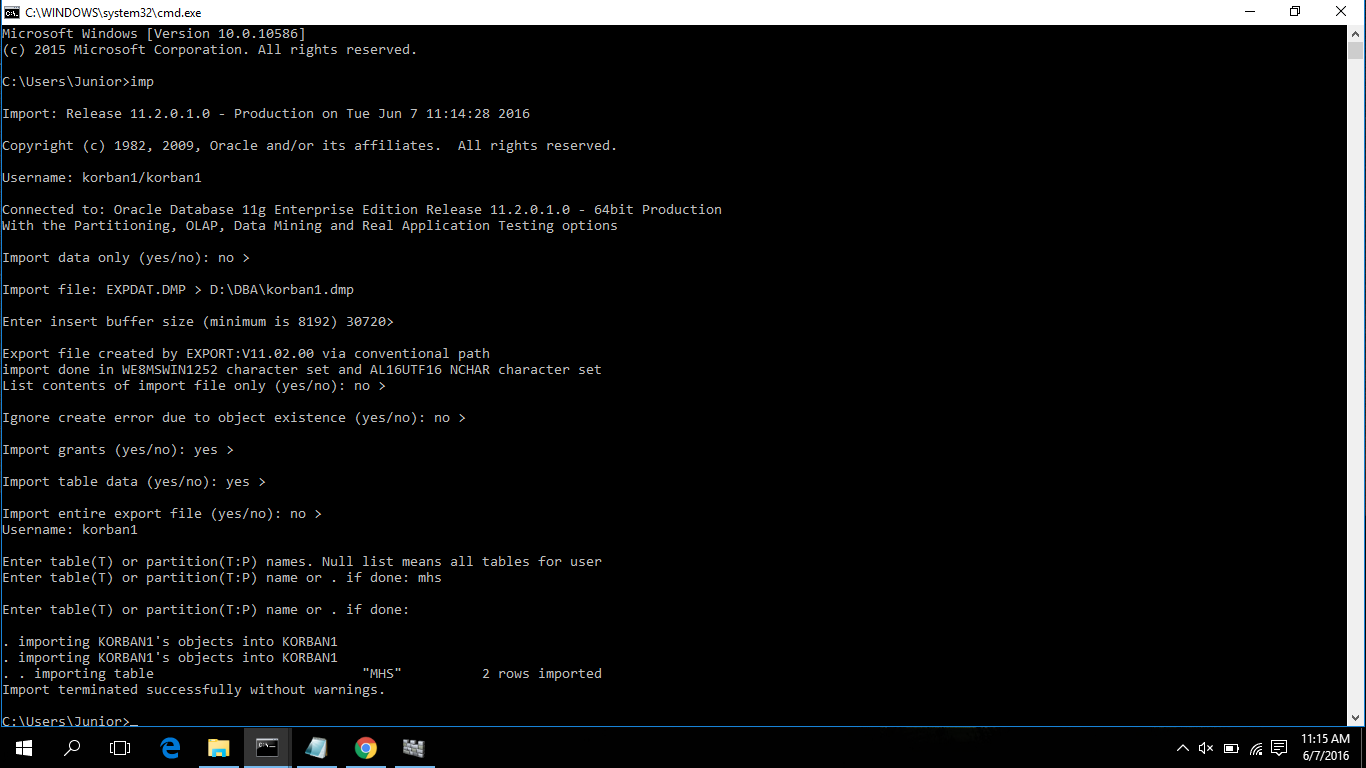 C:\WINDOWS\system32\cmd.exe
Microsoft Windows [Version 10.0.10586]
(c) 2015 Microsoft Corporation. All rights reserved.
C:\Users\Junior>imp
Import: Release 11.2.0.1.0 - Production on Tue Jun 7 11:14:28 2016
Copyright (c) 1982, 2009, Oracle and/or its affiliates.  All rights reserved.
Username: korban1/korban1
Connected to: Oracle Database 11g Enterprise Edition Release 11.2.0.1.0 - 64bit Production
With the Partitioning, OLAP, Data Mining and Real Application Testing options
Import data only (yes/no): no >
Import file: EXPDAT.DMP > D:\DBA\korban1.dmp
Enter insert buffer size (minimum is 8192) 30720>
Export file created by EXPORT:V11.02.00 via conventional path
import done in WE8MSWIN1252 character set and AL16UTF16 NCHAR character set
List contents of import file only (yes/no): no >
Ignore create error due to object existence (yes/no): no >
Import grants (yes/no): yes >
Import table data (yes/no): yes >
Import entire export file (yes/no): no >
Username: korban1
Enter table(T) or partition(T:P) names. Null list means all tables for user
Enter table(T) or partition(T:P) name or . if done: mhs
Enter table(T) or partition(T:P) name or . if done:
. importing KORBAN1's objects into KORBAN1
. importing KORBAN1's objects into KORBAN1
. . importing table                          "MHS"          2 rows imported
Import terminated successfully without warnings.
C:\Users\Junior>_
11:15 AM
6/7/2016